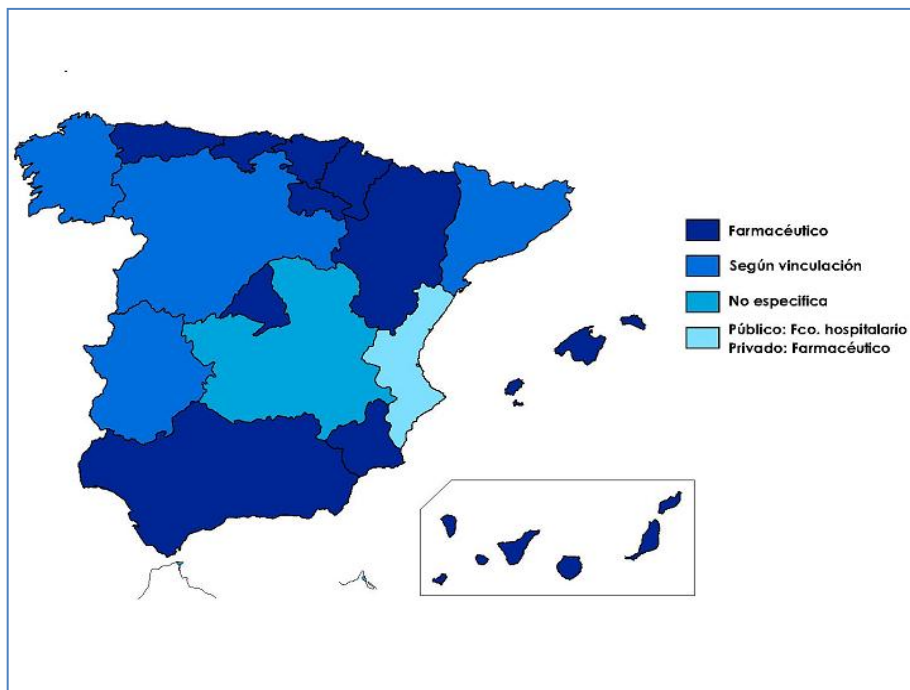 Farmacéutico
Según vinculación
No especifica
Público: Fco. hospitalario
Privado: Farmacéutico